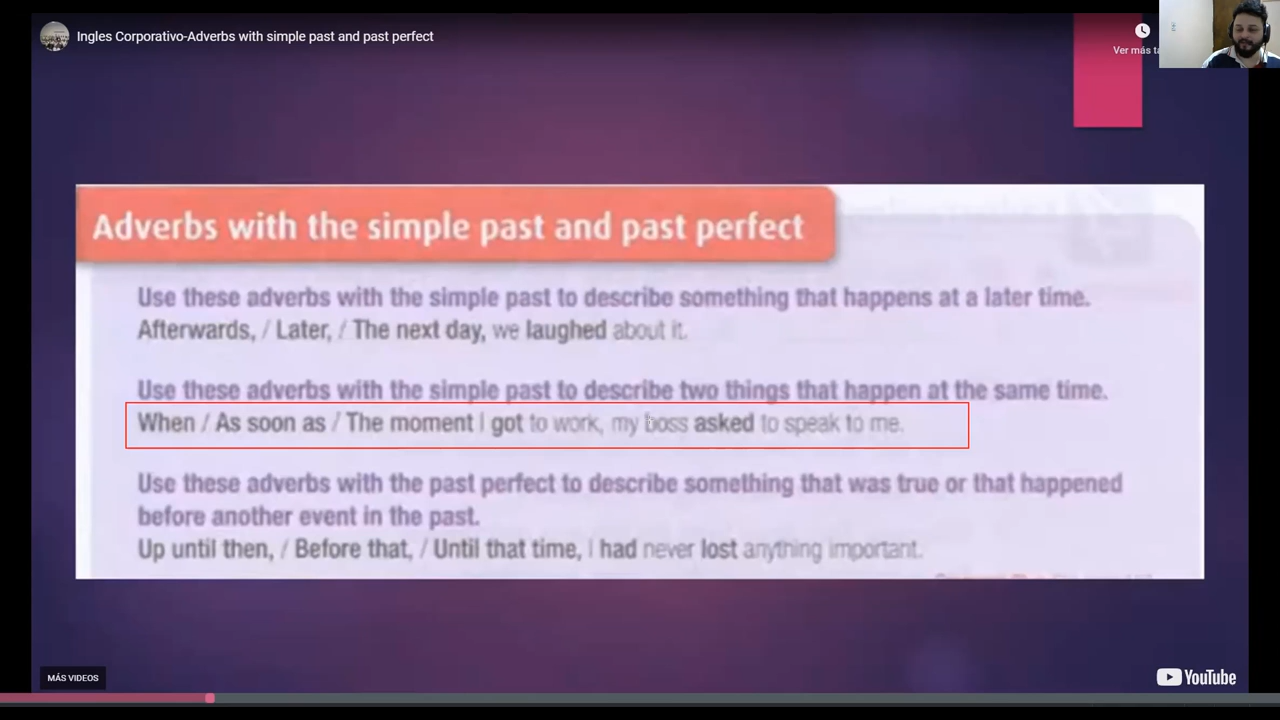 Ingles Corporativo-Adverbs with simple past and past perfect
Ver más
Adverbs with the simple past and past perfect
Use these adverbs with the simple past to describe something that happens at a later time.
Afterwards, / Later, / The next day, we laughed about it.
Use these adverbs with the simple past to describe two things that happen at the same time.
When / As soon as / The moment I got to work, my boss asked to speak to me.
Use these adverbs with the past perfect to describe something that was true or that happened
before another event in the past.
Up until then, / Before that, / Until that time, I had never lost anything important.
MÁS VIDEOS
YouTube